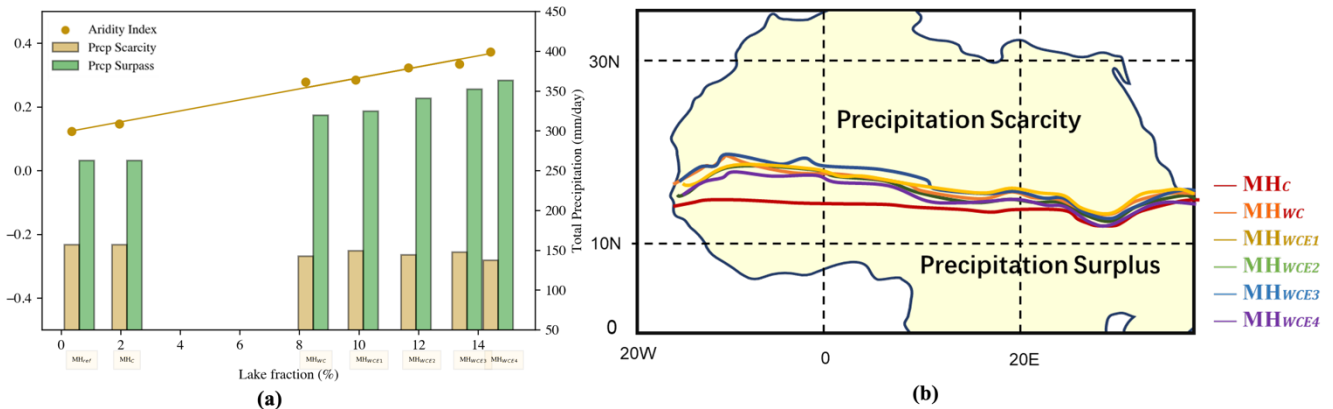 Aridity Index
Prcp Scarcity
Prcp Surpass
0.4
0.2
0.0
−0.2
−0.4
450
400
350
300
250
200
150
100
50
Total Precipitation (mm/day)
0 2 4 6 8 10 12 14
MHref MHC MHWC MHWCE1 MHWCE2 MHWCE3 MHWCE4
Lake fraction (%)
(a)
30N
10N
0
20W 0 20E
Precipitation Scarcity
Precipitation Surplus
MHC
MHWC
MHWCE1
MHWCE2
MHWCE3
MHWCE4
(b)